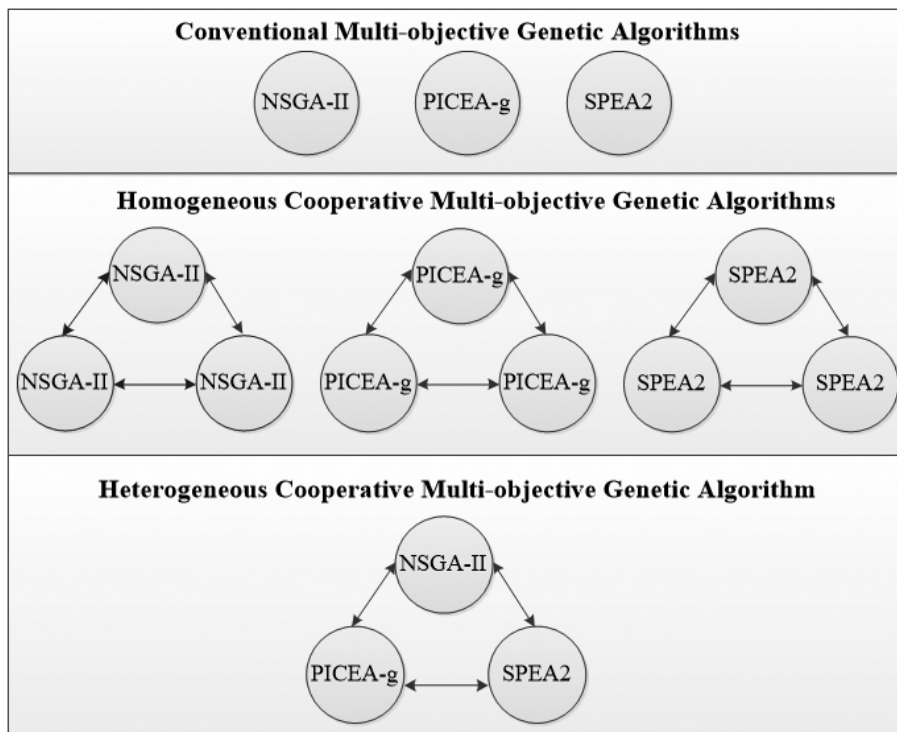 Conventional Multi-objective Genetic Algorithms
NSGA-II PICEA-g SPEA2
Homogeneous Cooperative Multi-objective Genetic Algorithms
NSGA-II PICEA-g SPEA2
NSGA-II NSGA-II PICEA-g PICEA-g SPEA2 SPEA2
Heterogeneous Cooperative Multi-objective Genetic Algorithm
NSGA-II
PICEA-g SPEA2